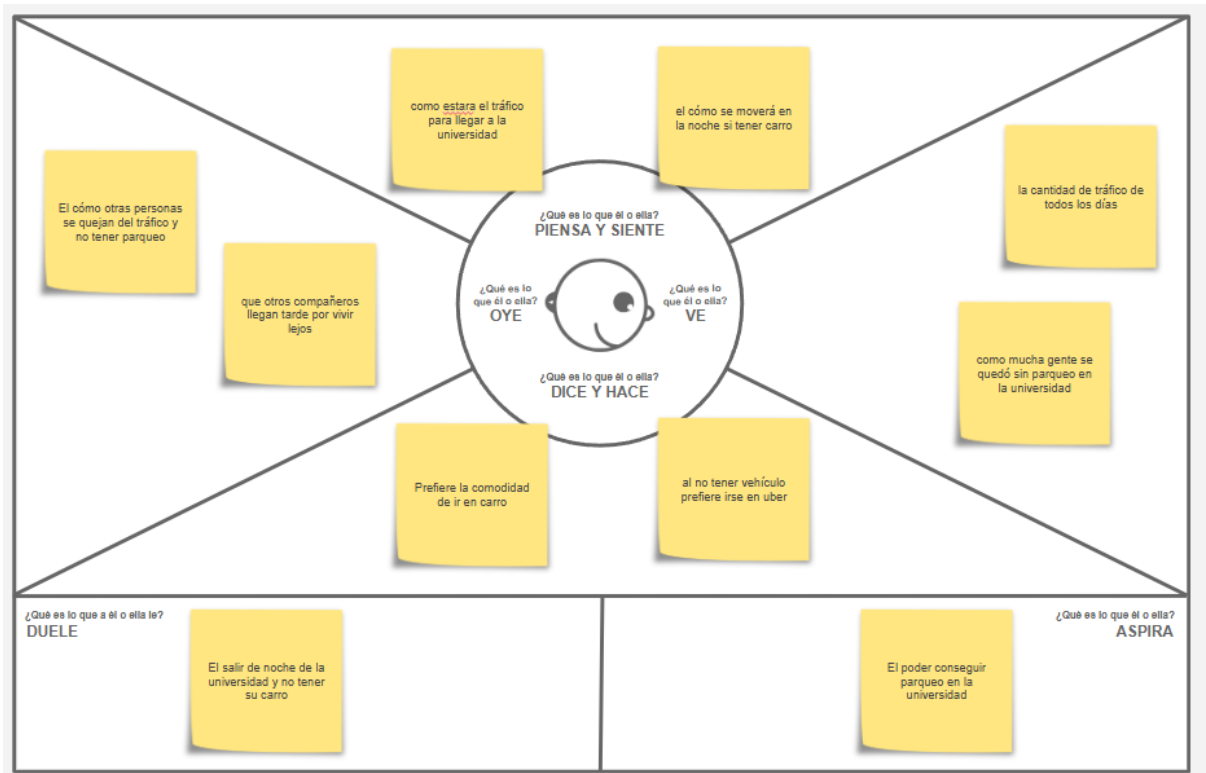 como estara el tráfico
para llegar a la
universidad
el cómo se moverá en
la noche si tener carro
El cómo otras personas
se quejan del tráfico y
no tener parqueo
que otros compañeros
llegan tarde por vivir
lejos
¿Qué es lo que él o ella?
PIENSA Y SIENTE
¿Qué es lo
que él o ella?
OYE
¿Qué es lo
que él o ella?
VE
¿Qué es lo que él o ella?
DICE Y HACE
la cantidad de tráfico de
todos los días
como mucha gente se
quedó sin parqueo en
la universidad
Prefiere la comodidad
de ir en carro
al no tener vehículo
prefiere irse en uber
¿Qué es lo que a él o ella le?
DUELE
El salir de noche de la
universidad y no tener
su carro
¿Qué es lo que él o ella?
ASPIRA
El poder conseguir
parqueo en la
universidad